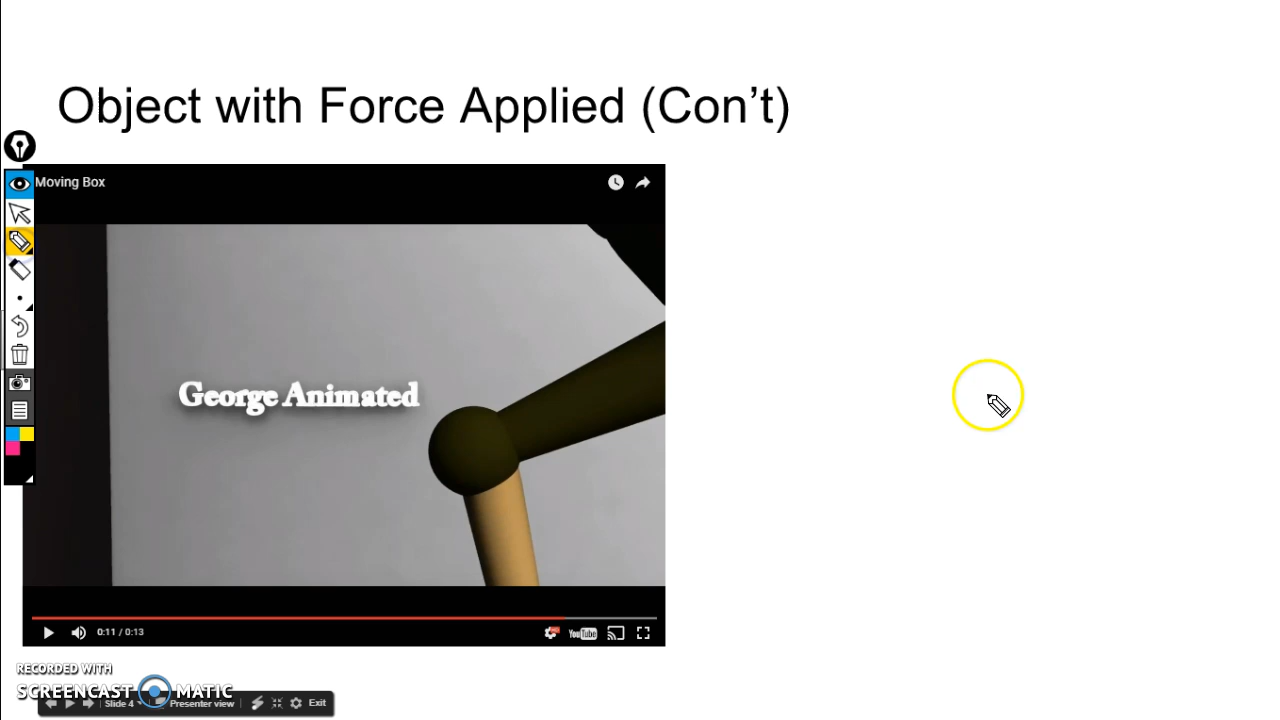 Object with Force Applied (Con’t)
Moving Box
George Animated
0:11 / 0:13
YouTube
RECORDED WITH
SCREENCAST MATIC
Slide 4
Presenter view
Exit